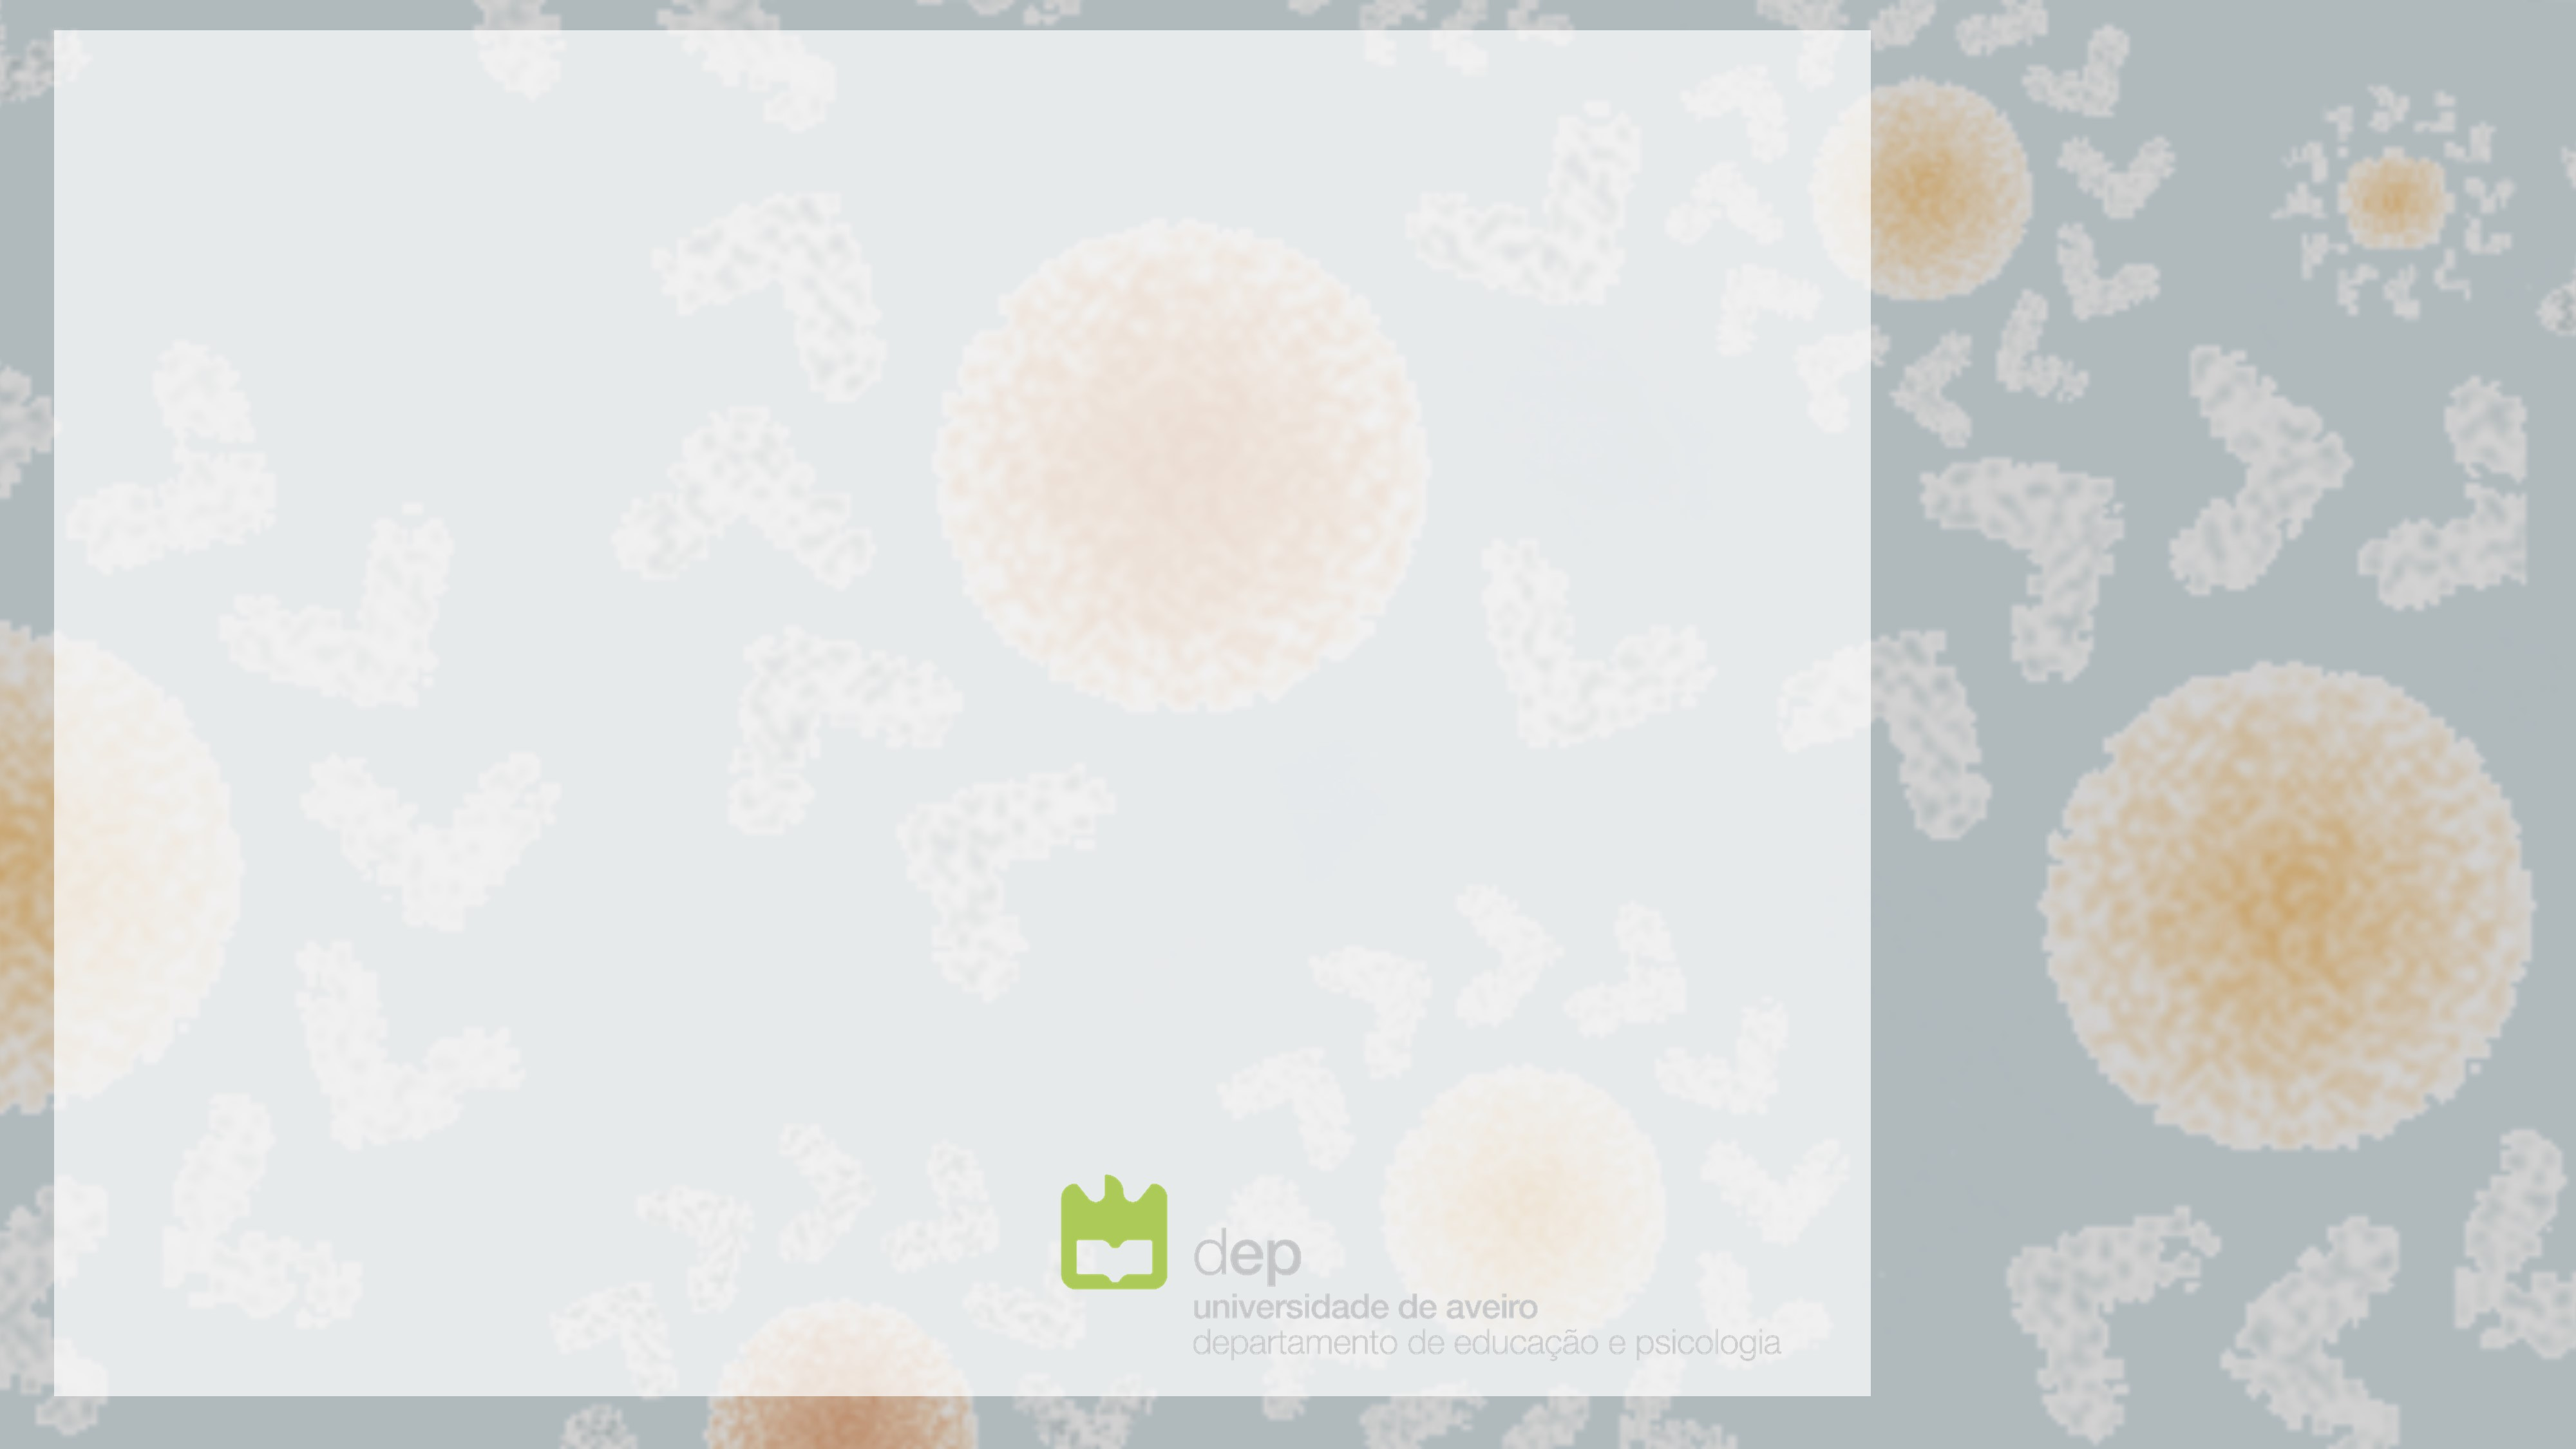 dep
universidade de aveiro
departamento de educação e psicologia